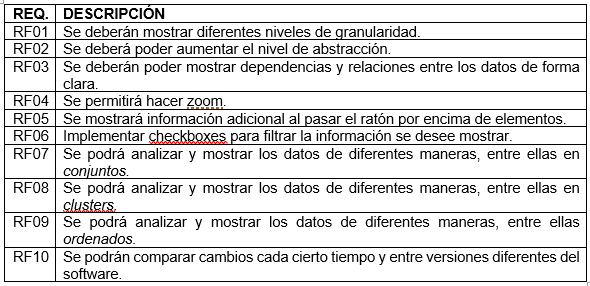 REQ. DESCRIPCIÓN
RF01 Se deberán mostrar diferentes niveles de granularidad.
RF02 Se deberá poder aumentar el nivel de abstracción.
RF03 Se deberán poder mostrar dependencias y relaciones entre los datos de forma
clara.
RF04 Se permitirá hacer zoom.
RF05 Se mostrará información adicional al pasar el ratón por encima de elementos.
RF06 Implementar checkboxes para filtrar la información se desee mostrar.
RF07 Se podrá analizar y mostrar los datos de diferentes maneras, entre ellas en
conjuntos.
RF08 Se podrá analizar y mostrar los datos de diferentes maneras, entre ellas en
clusters.
RF09 Se podrá analizar y mostrar los datos de diferentes maneras, entre ellas
ordenados.
RF10 Se podrán comparar cambios cada cierto tiempo y entre versiones diferentes del
software.